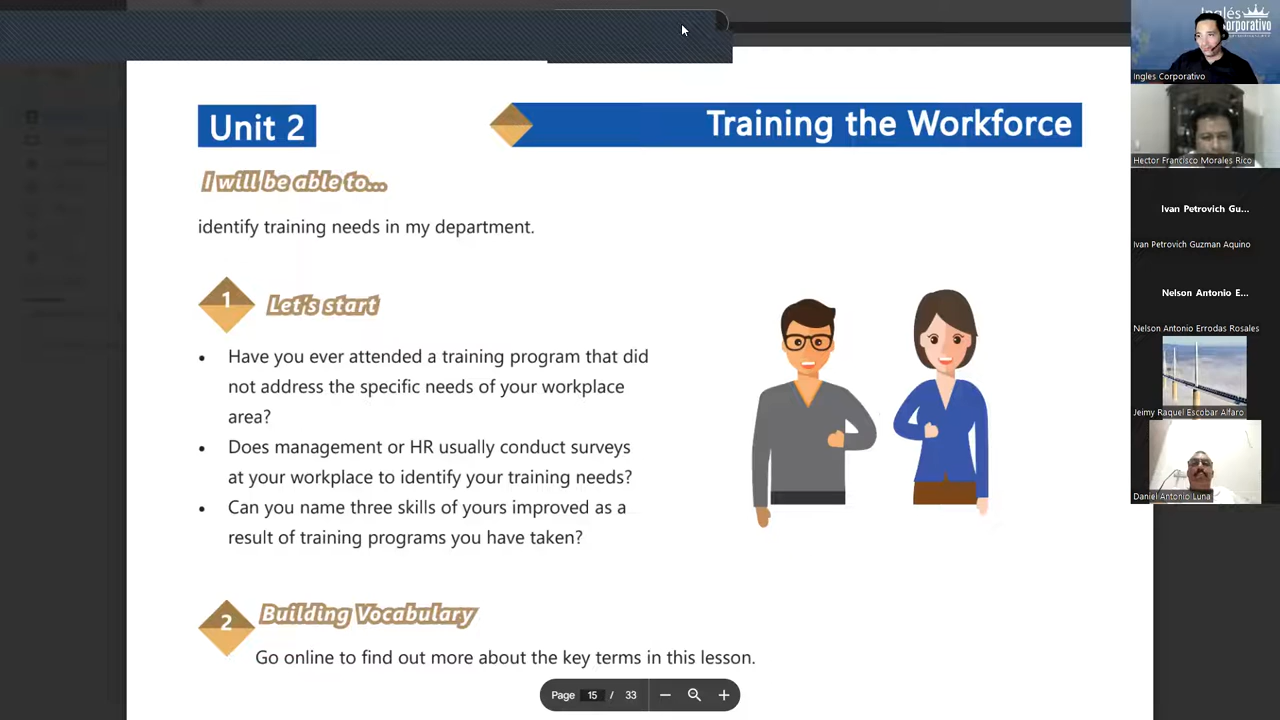 Unit 2
Training the Workforce
I will be able to...
identify training needs in my department.
1
Let's start
• Have you ever attended a training program that did
not address the specific needs of your workplace
area?
• Does management or HR usually conduct surveys
at your workplace to identify your training needs?
• Can you name three skills of yours improved as a
result of training programs you have taken?
2
Building Vocabulary
Go online to find out more about the key terms in this lesson.
Page 15 / 33
Inglés
Corporativo
Ingles Corporativo
Hector Francisco Morales Rico
Ivan Petrovich Gu...
Ivan Petrovich Guzman Aquino
Nelson Antonio E...
Nelson Antonio Errodas Rosales
Jeimy Raquel Escobar Alfaro
Daniel Antonio Luna